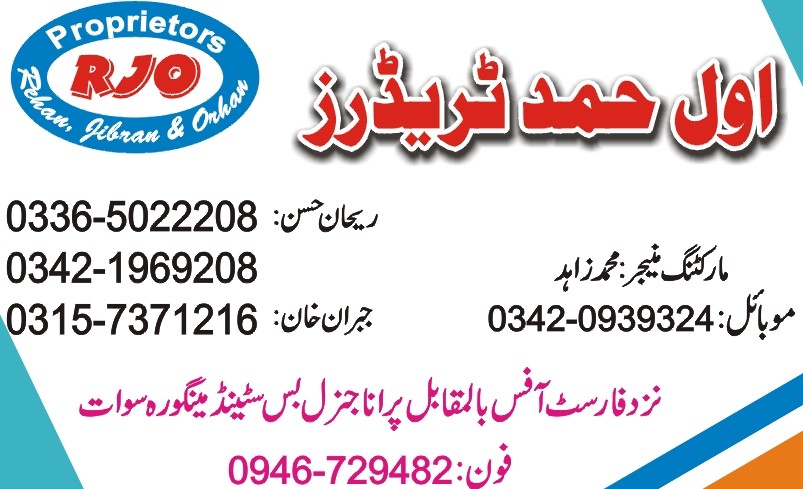 Proprietors
RJO
Rehan, Jibran & Orhan
اول حمد ٹریڈرز
ریحان حسن: 0336-5022208
0342-1969208
جبران خان: 0315-7371216
مارکٹنگ منیجر: محمد زاہد
موبائل: 0342-0939324
نزد فارسٹ آفس بالمقابل پرانا جنرل بس سٹینڈ مینگورہ سوات
فون: 0946-729482